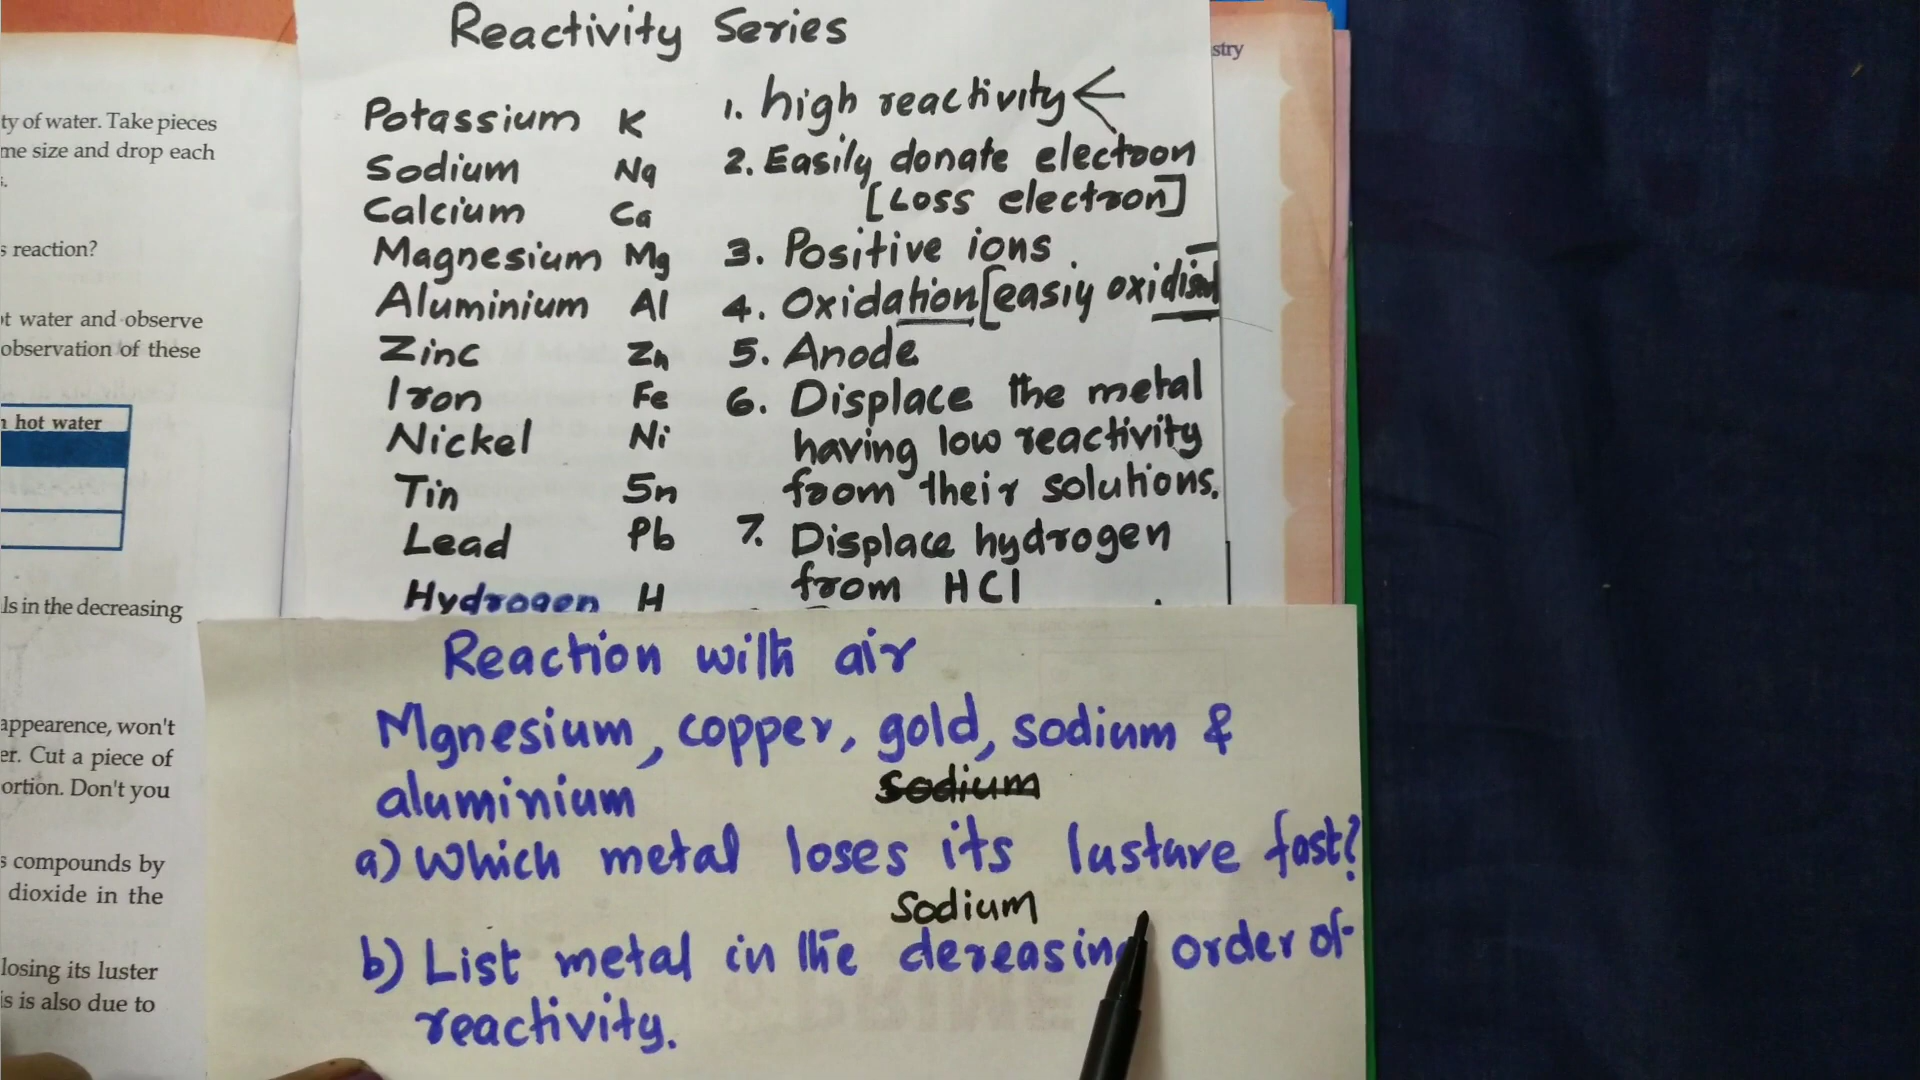 Reactivity Series
stry
Potassium K
Sodium Na
Calcium Ca
Magnesium Mg
Aluminium Al
Zinc Zn
Iron Fe
Nickel Ni
Tin Sn
Lead Pb
Hydrogen H
1. high reactivity
2. Easily donate electron
[Loss electron]
3. Positive ions
4. Oxidation [easiy oxidised
5. Anode
6. Displace the metal
having low reactivity
from their solutions.
7. Displace hydrogen
from HCl
ty of water. Take pieces
me size and drop each
s reaction?
ot water and observe
observation of these
n hot water
ls in the decreasing
appearence, won't
er. Cut a piece of
ortion. Don't you
s compounds by
dioxide in the
losing its luster
is is also due to
Reaction with air
Mgnesium, copper, gold, sodium &
aluminium sodium
a) Which metal loses its lusture fast?
Sodium
b) List metal in the dereasing order of
reactivity.